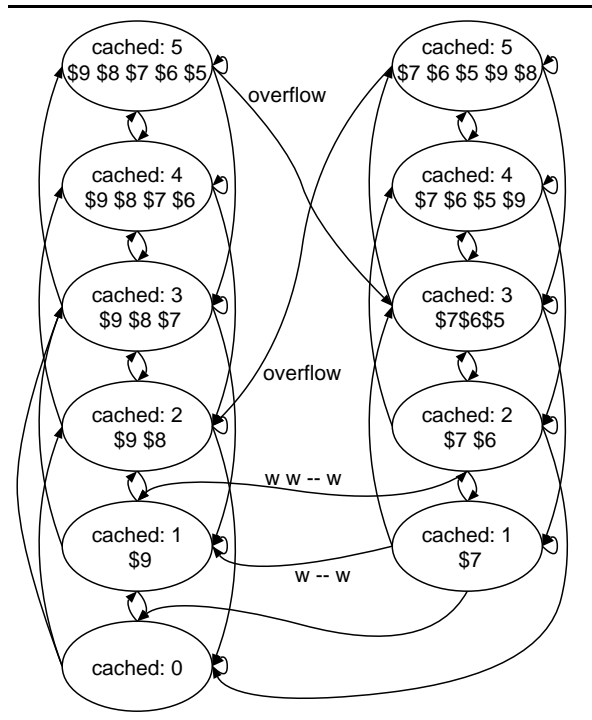 cached: 5
$9 $8 $7 $6 $5
cached: 5
$7 $6 $5 $9 $8
overflow
cached: 4
$9 $8 $7 $6
cached: 4
$7 $6 $5 $9
cached: 3
$9 $8 $7
cached: 3
$7$6$5
overflow
cached: 2
$9 $8
cached: 2
$7 $6
w w -- w
cached: 1
$9
cached: 1
$7
w -- w
cached: 0